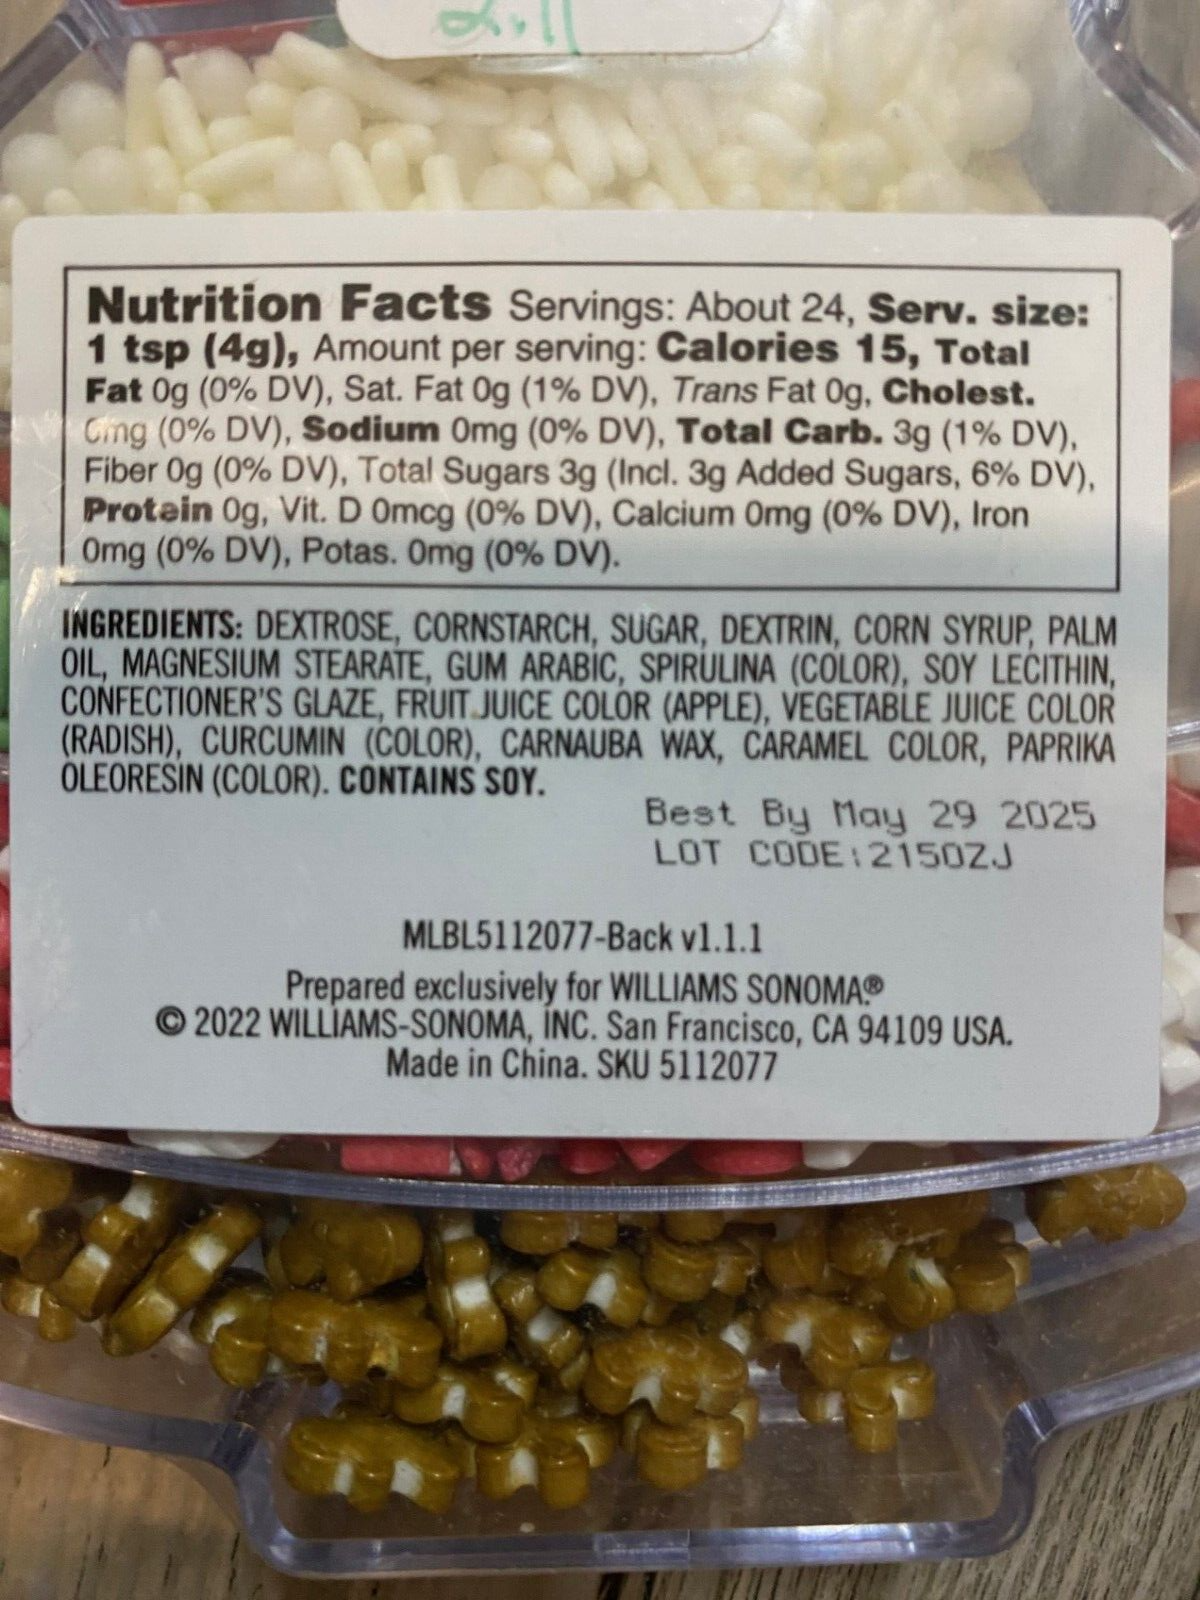 Nutrition Facts Servings: About 24, Serv. size:
1 tsp (4g), Amount per serving: Calories 15, Total
Fat 0g (0% DV), Sat. Fat 0g (1% DV), Trans Fat 0g, Cholest.
0mg (0% DV), Sodium 0mg (0% DV), Total Carb. 3g (1% DV),
Fiber 0g (0% DV), Total Sugars 3g (Incl. 3g Added Sugars, 6% DV),
Protein 0g, Vit. D 0mcg (0% DV), Calcium 0mg (0% DV), Iron
0mg (0% DV), Potas. 0mg (0% DV).
INGREDIENTS: DEXTROSE, CORNSTARCH, SUGAR, DEXTRIN, CORN SYRUP, PALM
OIL, MAGNESIUM STEARATE, GUM ARABIC, SPIRULINA (COLOR), SOY LECITHIN,
CONFECTIONER'S GLAZE, FRUIT JUICE COLOR (APPLE), VEGETABLE JUICE COLOR
(RADISH), CURCUMIN (COLOR), CARNAUBA WAX, CARAMEL COLOR, PAPRIKA
OLEORESIN (COLOR). CONTAINS SOY.
Best By May 29 2025
LOT CODE:2150ZJ
MLBL5112077-Back v1.1.1
Prepared exclusively for WILLIAMS SONOMA.®
© 2022 WILLIAMS-SONOMA, INC. San Francisco, CA 94109 USA.
Made in China. SKU 5112077